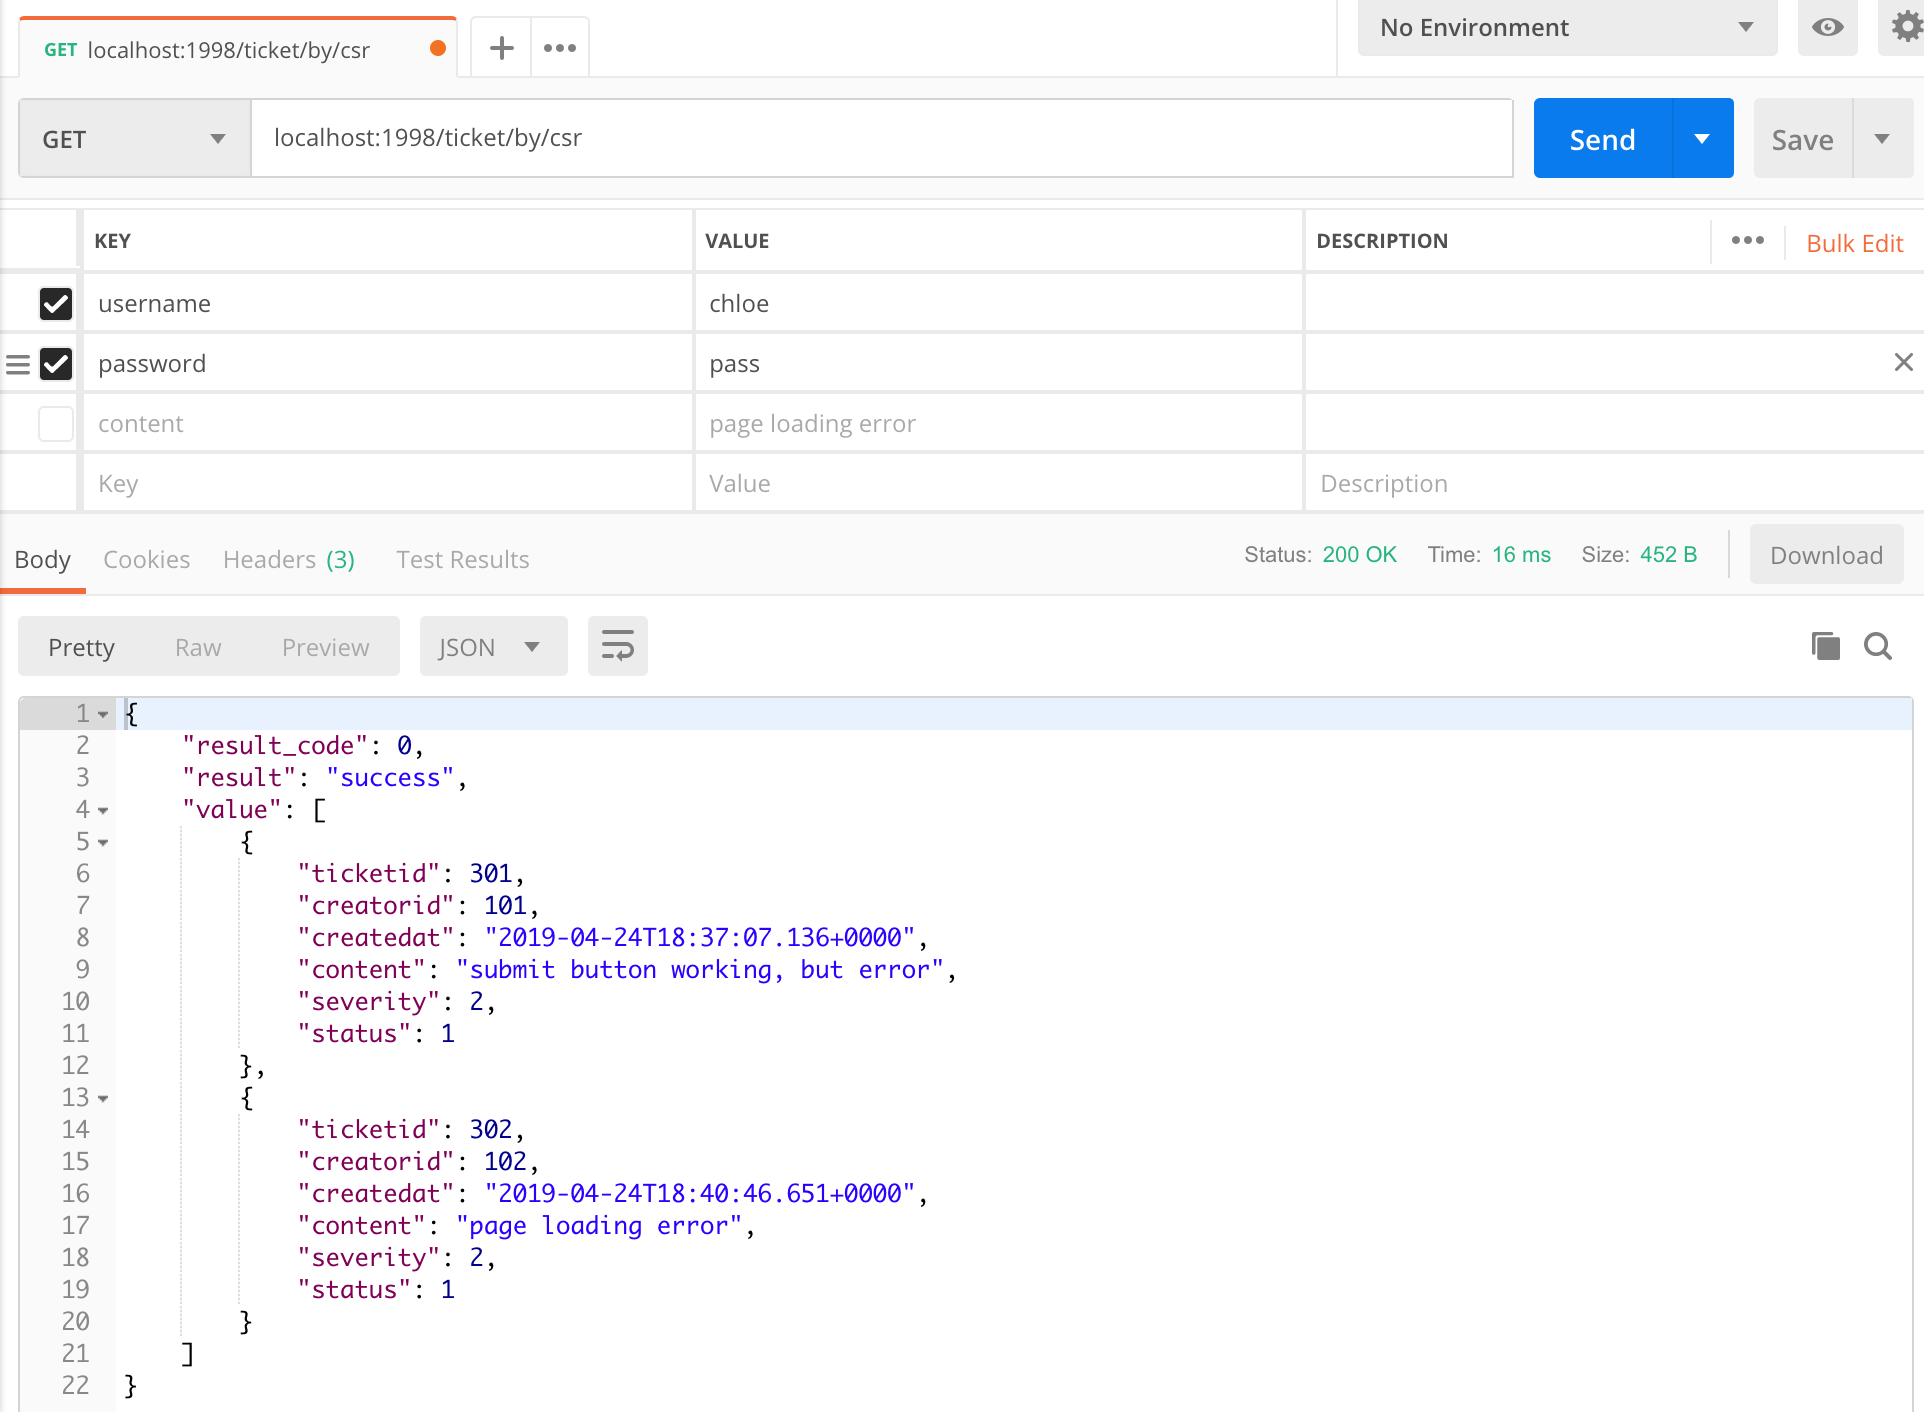 GET localhost:1998/ticket/by/csr
No Environment
GET localhost:1998/ticket/by/csr Send Save
KEY VALUE DESCRIPTION Bulk Edit
username chloe
password pass
content page loading error
Key Value Description
Body Cookies Headers (3) Test Results Status: 200 OK Time: 16 ms Size: 452 B Download
Pretty Raw Preview JSON
1 {
2 "result_code": 0,
3 "result": "success",
4 "value": [
5 {
6 "ticketid": 301,
7 "creatorid": 101,
8 "createdat": "2019-04-24T18:37:07.136+0000",
9 "content": "submit button working, but error",
10 "severity": 2,
11 "status": 1
12 },
13 {
14 "ticketid": 302,
15 "creatorid": 102,
16 "createdat": "2019-04-24T18:40:46.651+0000",
17 "content": "page loading error",
18 "severity": 2,
19 "status": 1
20 }
21 ]
22 }